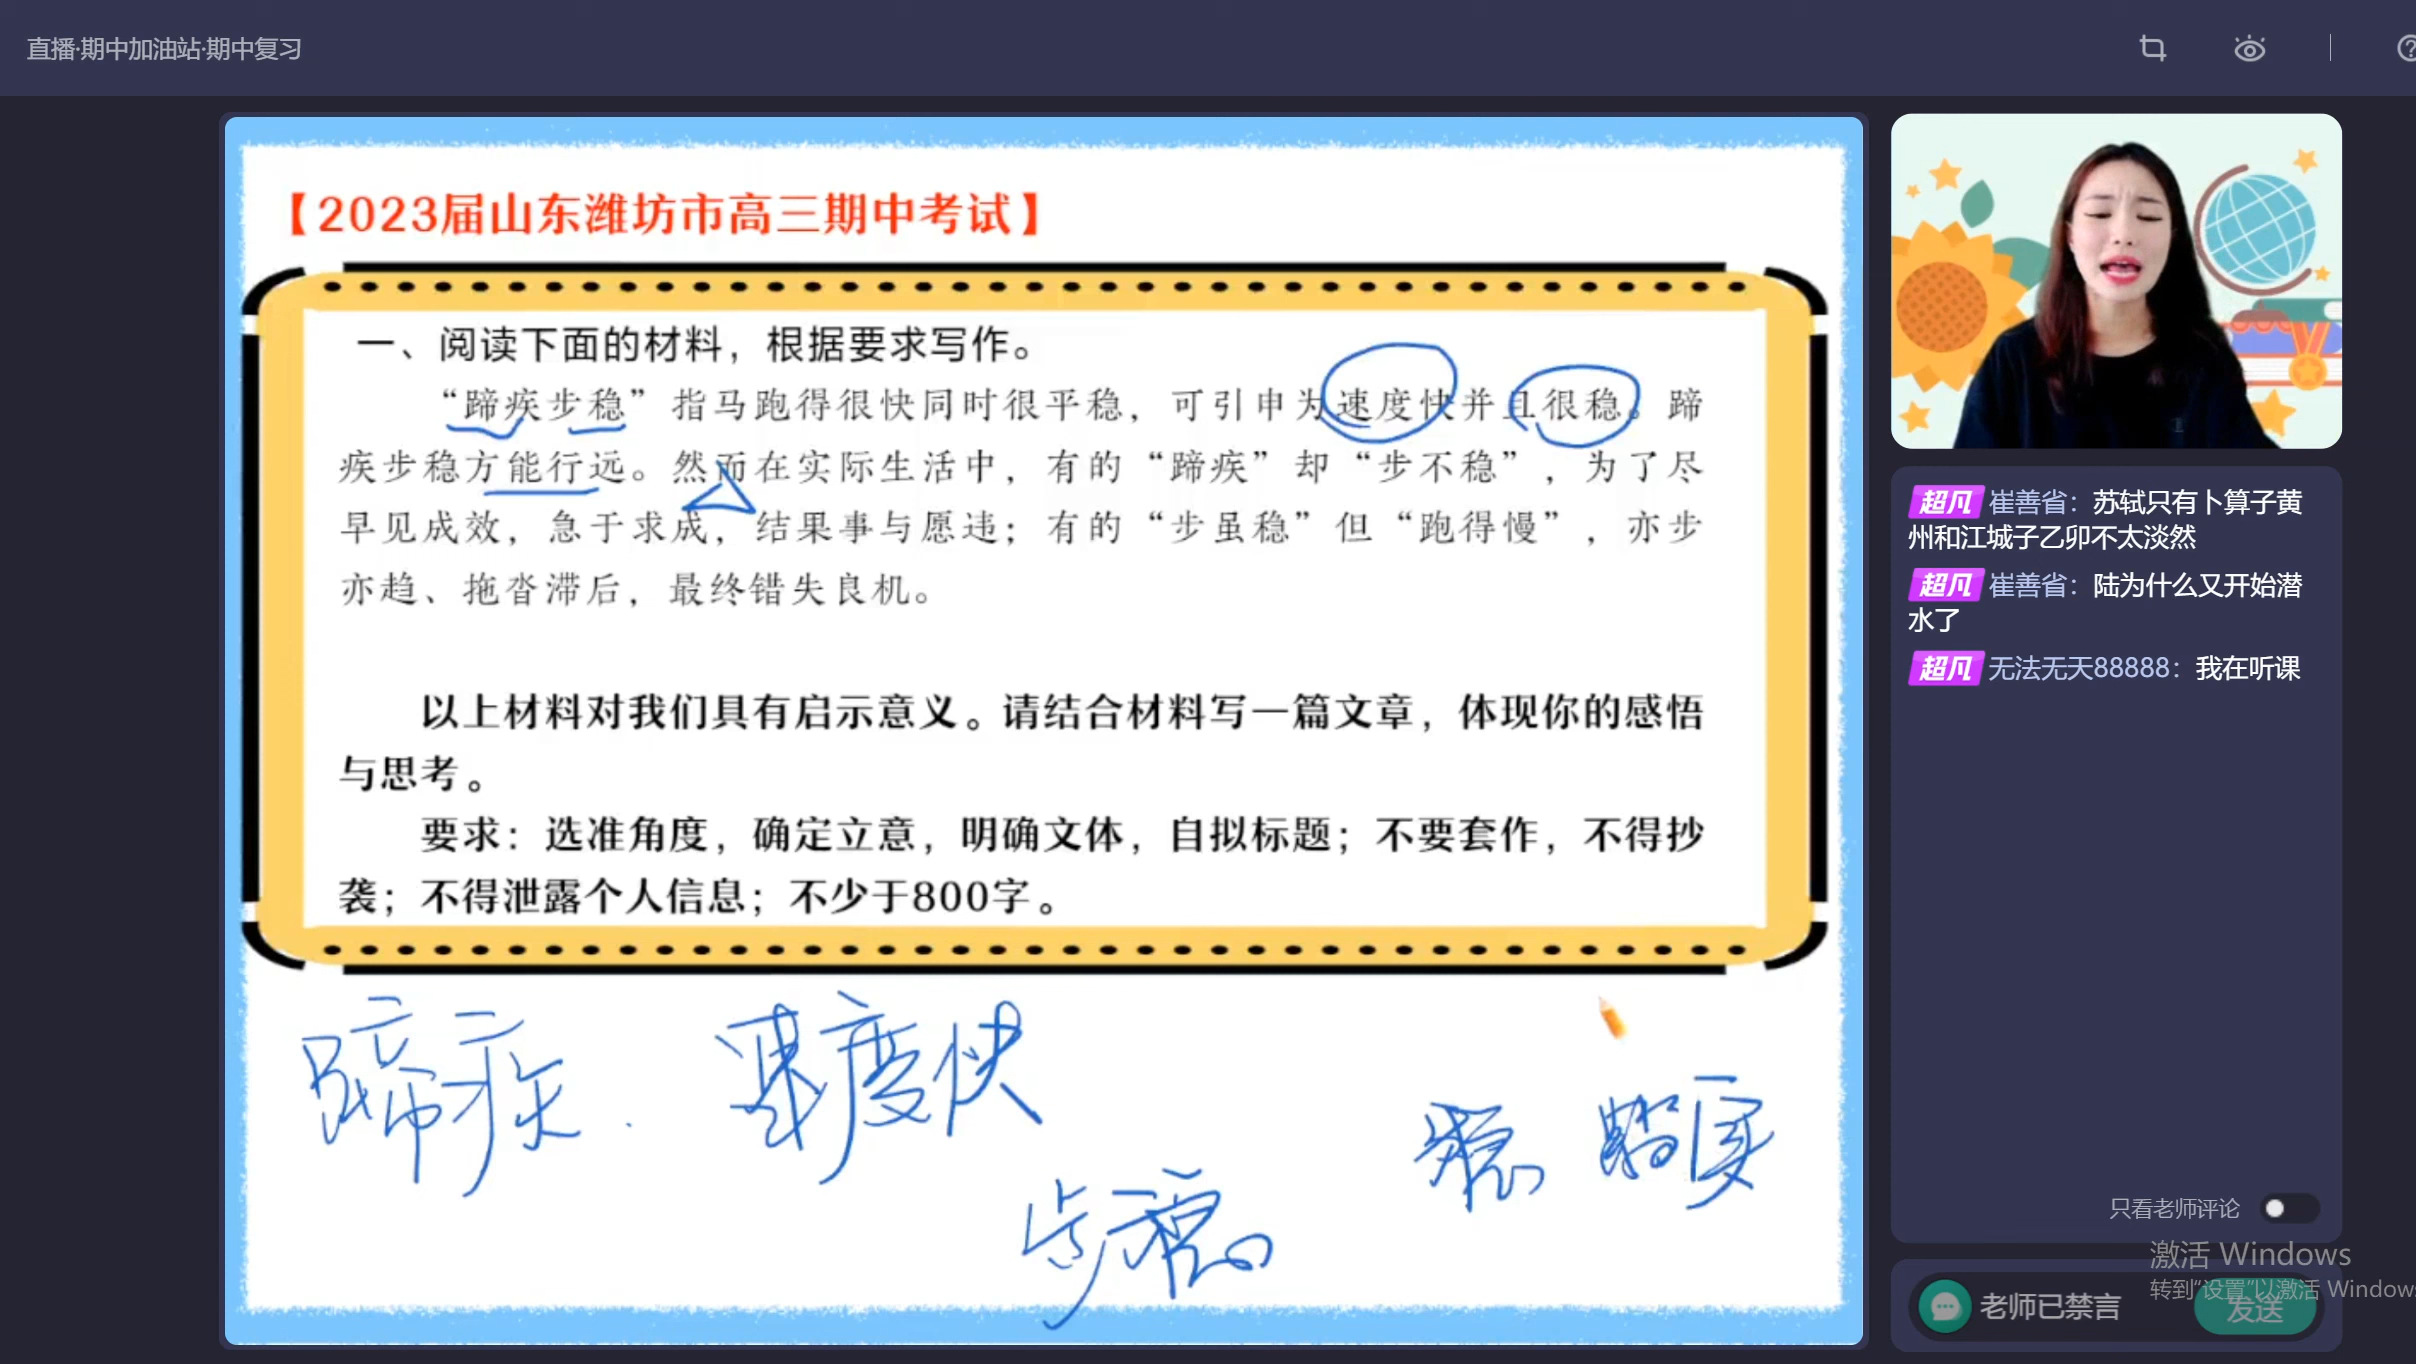 直播·期中加油站·期中复习
【2023届山东潍坊市高三期中考试】
一、阅读下面的材料，根据要求写作。
“蹄疾步稳”指马跑得很快同时很平稳，可引申为速度快并且很稳。蹄
疾步稳方能行远。然而在实际生活中，有的“蹄疾”却“步不稳”，为了尽
早见成效，急于求成，结果事与愿违；有的“步虽稳”但“跑得慢”，亦步
亦趋、拖沓滞后，最终错失良机。
以上材料对我们具有启示意义。请结合材料写一篇文章，体现你的感悟
与思考。
要求：选准角度，确定立意，明确文体，自拟标题；不要套作，不得抄
袭；不得泄露个人信息；不少于800字。
蹄疾. 速度快
步稳
稳 踏实
超凡 崔善省：苏轼只有卜算子黄
州和江城子乙卯不太淡然
超凡 崔善省：陆为什么又开始潜
水了
超凡 无法无天88888：我在听课
只看老师评论
激活 Windows
转到“设置”以激活 Windows
老师已禁言
发送